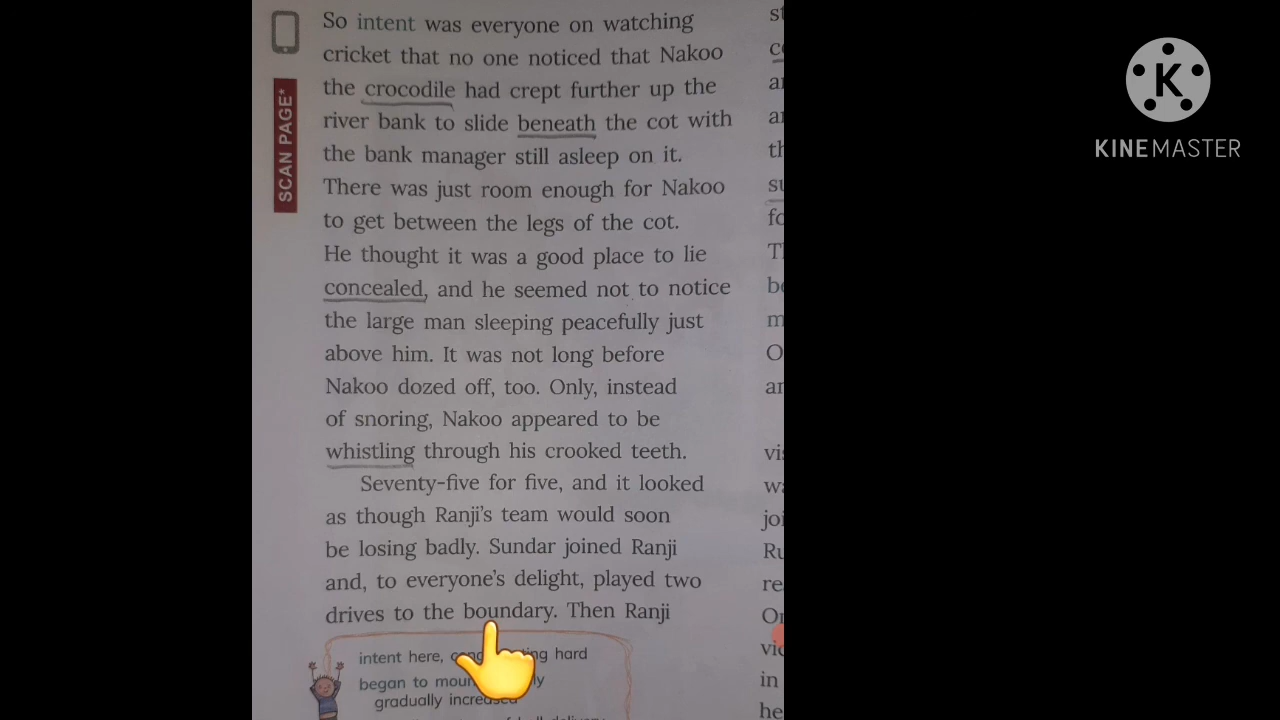 So intent was everyone on watching
cricket that no one noticed that Nakoo
the crocodile had crept further up the
river bank to slide beneath the cot with
the bank manager still asleep on it.
There was just room enough for Nakoo
to get between the legs of the cot.
He thought it was a good place to lie
concealed, and he seemed not to notice
the large man sleeping peacefully just
above him. It was not long before
Nakoo dozed off, too. Only, instead
of snoring, Nakoo appeared to be
whistling through his crooked teeth.
Seventy-five for five, and it looked
as though Ranji's team would soon
be losing badly. Sundar joined Ranji
and, to everyone's delight, played two
drives to the boundary. Then Ranji
intent here, hard
began to
gradually increased
SCAN PAGE*
K
KINEMASTER